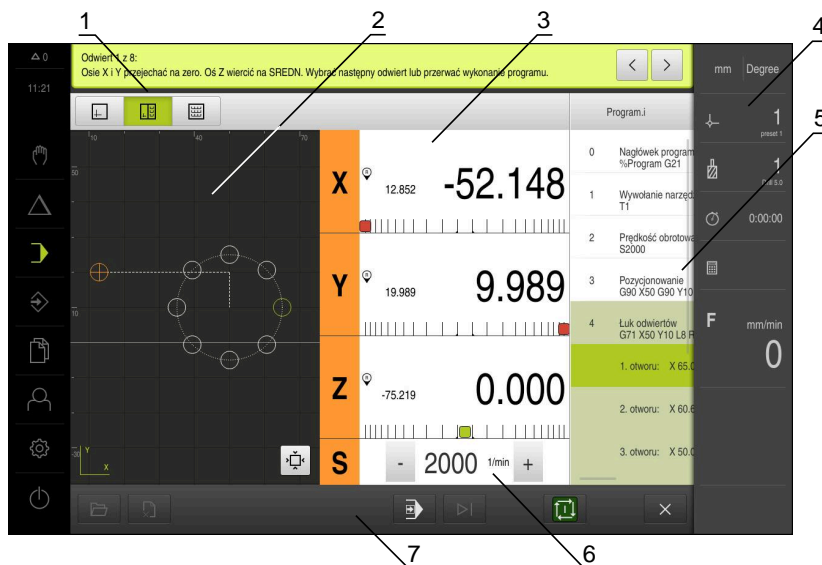 1
2
3
4
5
0
11:21
Odwiert 1 z 8:
Osie X i Y przejechać na zero. Oś Z wiercić na SREDN. Wybrać następny odwiert lub przerwać wykonanie programu.
mm Degree
10 40 70
50
10
-30
Y
X
X R 12.852 -52.148
Y R 19.989 9.989
Z R -75.219 0.000
S - 2000 1/min +
Program.i
0 Nagłówek program
%Program G21
1 Wywołanie narzęd
T1
2 Prędkość obrotowa
S2000
3 Pozycjonowanie
G90 X50 G90 Y10
4 Łuk odwiertów
G71 X50 Y10 L8 R
1. otworu: X 65.0
2. otworu: X 60.6
3. otworu: X 50.0
1
preset 1
1
0:00:00
F mm/min
0
7
6